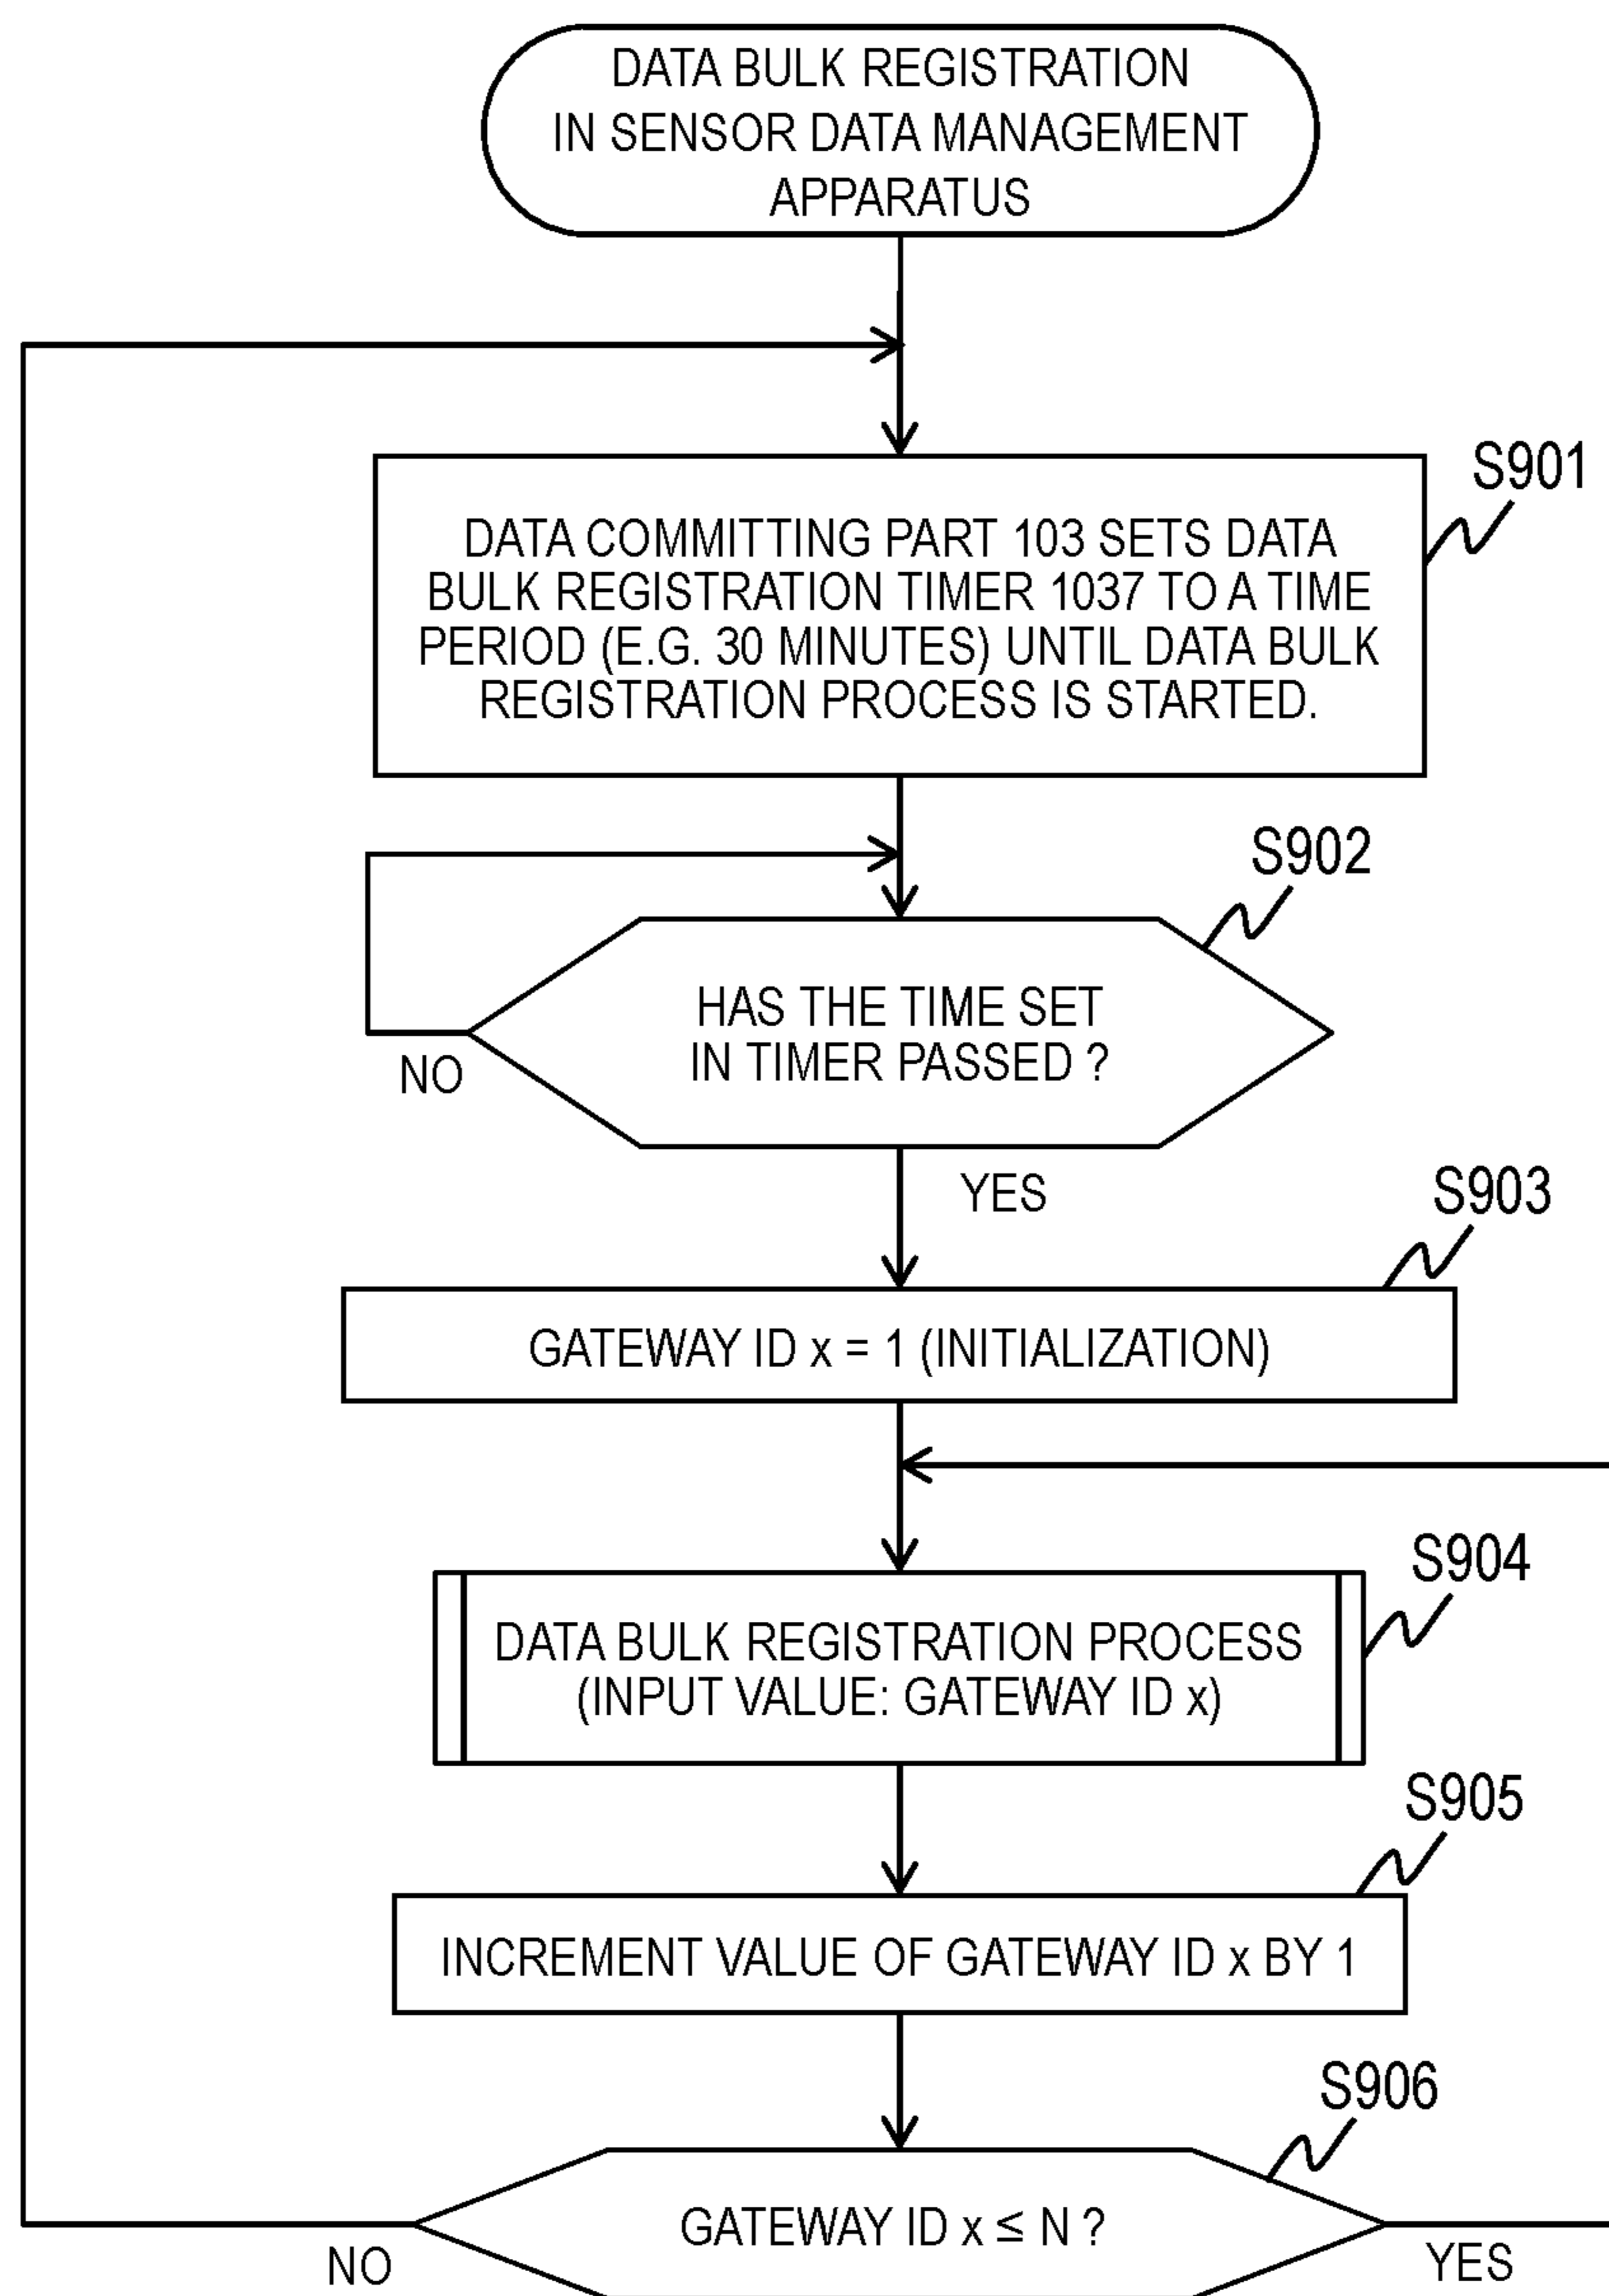 DATA BULK REGISTRATION
IN SENSOR DATA MANAGEMENT
APPARATUS
S901
DATA COMMITTING PART 103 SETS DATA
BULK REGISTRATION TIMER 1037 TO A TIME
PERIOD (E.G. 30 MINUTES) UNTIL DATA BULK
REGISTRATION PROCESS IS STARTED.
S902
HAS THE TIME SET
IN TIMER PASSED ?
NO
YES
S903
GATEWAY ID x = 1 (INITIALIZATION)
S904
DATA BULK REGISTRATION PROCESS
(INPUT VALUE: GATEWAY ID x)
S905
INCREMENT VALUE OF GATEWAY ID x BY 1
S906
GATEWAY ID x ≤ N ?
NO
YES